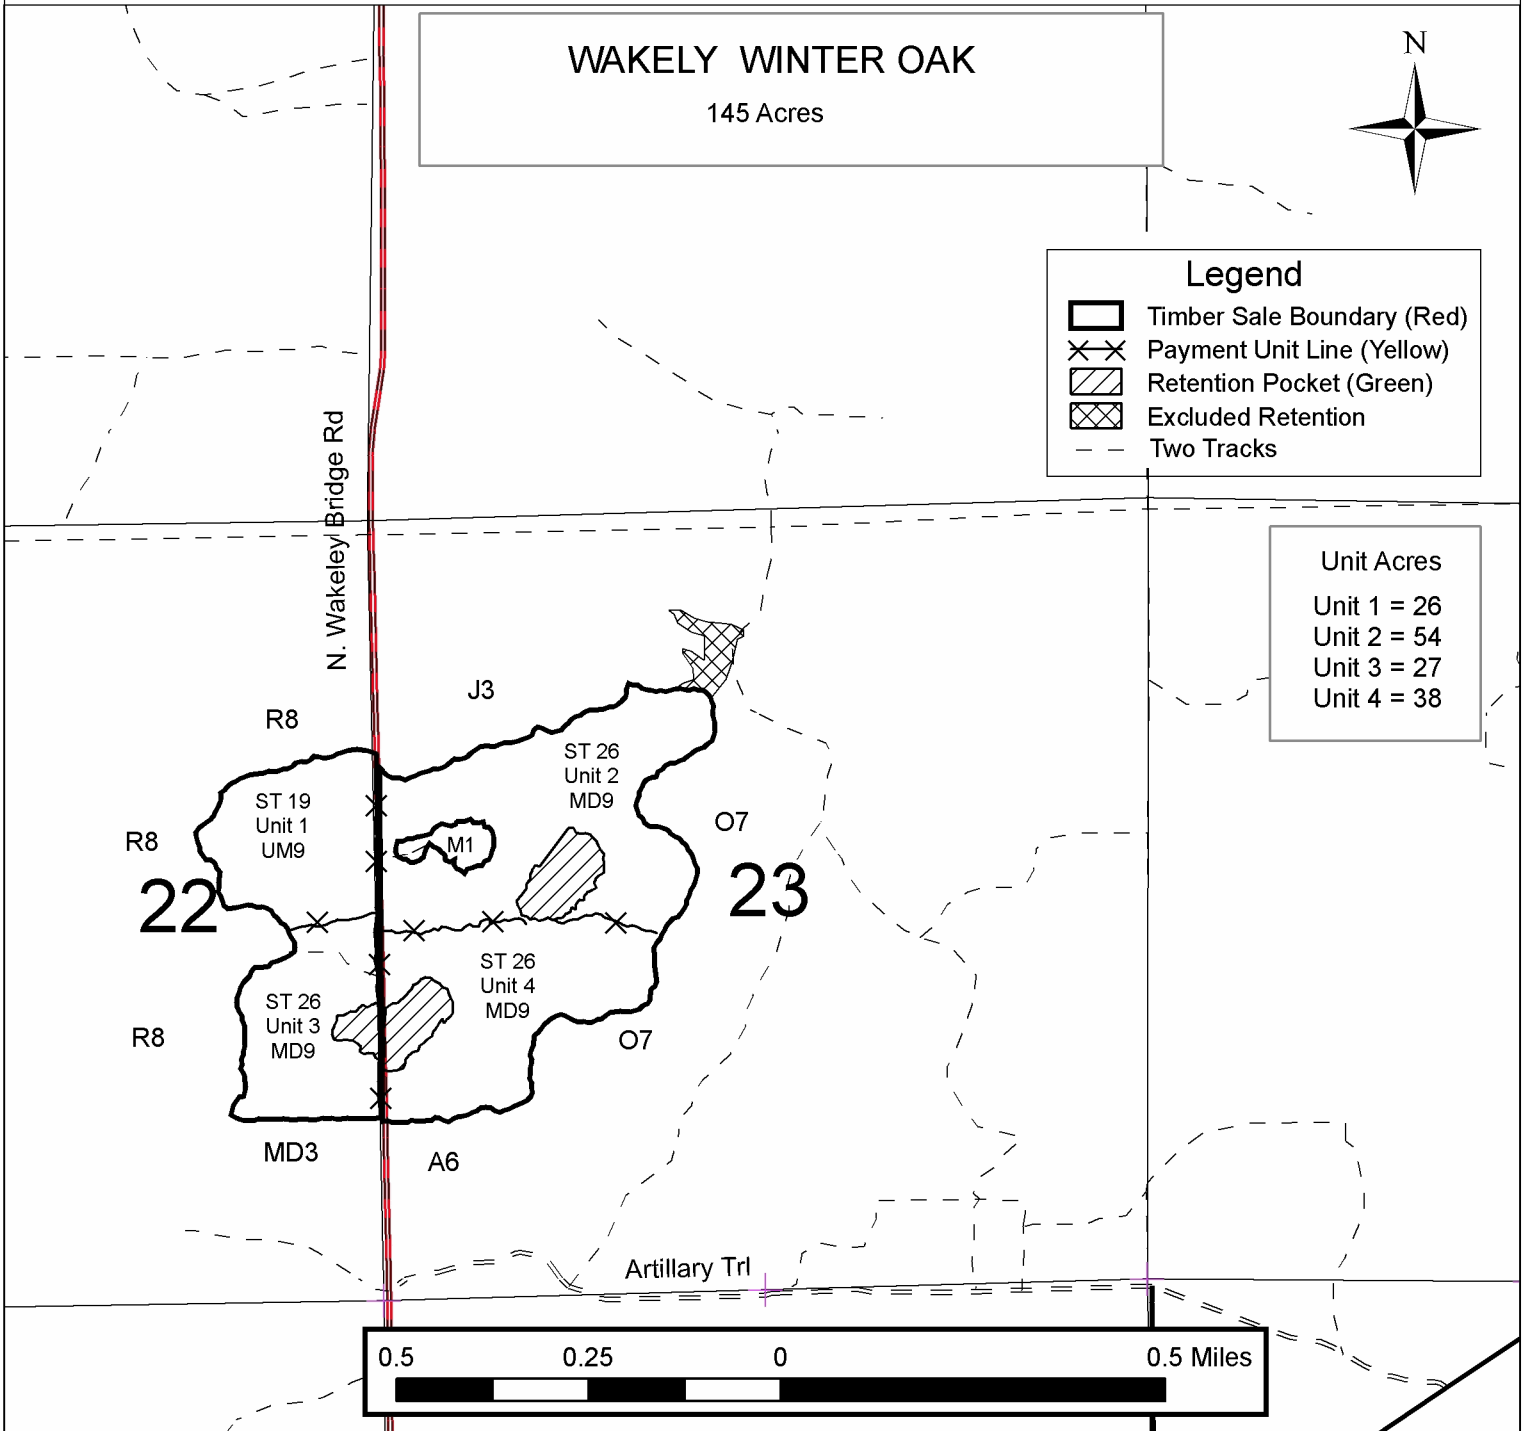 WAKELY WINTER OAK
145 Acres
N
Legend
Timber Sale Boundary (Red)
Payment Unit Line (Yellow)
Retention Pocket (Green)
Excluded Retention
Two Tracks
N. Wakeley Bridge Rd
Unit Acres
Unit 1 = 26
Unit 2 = 54
Unit 3 = 27
Unit 4 = 38
J3
R8
ST 26
Unit 2
MD9
ST 19
Unit 1
UM9
R8
M1
O7
22
23
ST 26
Unit 4
MD9
ST 26
Unit 3
MD9
R8
O7
MD3
A6
Artillary Trl
0.5 0.25 0 0.5 Miles